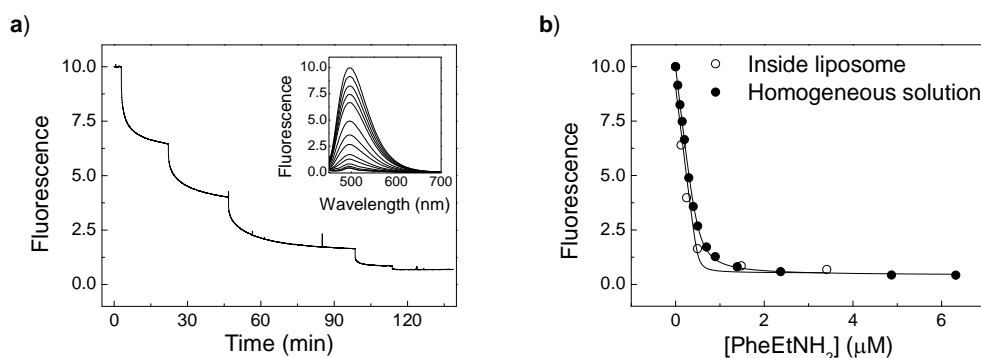 a)
Fluorescence
10.0
7.5
5.0
2.5
0.0
0 30 60 90 120
Time (min)
Fluorescence
10.0
7.5
5.0
2.5
0.0
500 600 700
Wavelength (nm)
b)
Fluorescence
10.0
7.5
5.0
2.5
0.0
0 2 4 6
[PheEtNH₂] (μM)
Inside liposome
Homogeneous solution